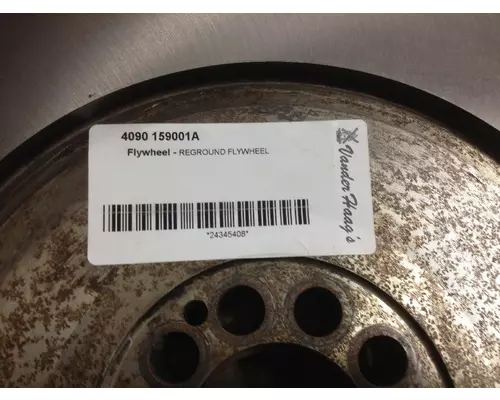 4090 159001A
Flywheel - REGROUND FLYWHEEL
*24345408*
Vander Haag's